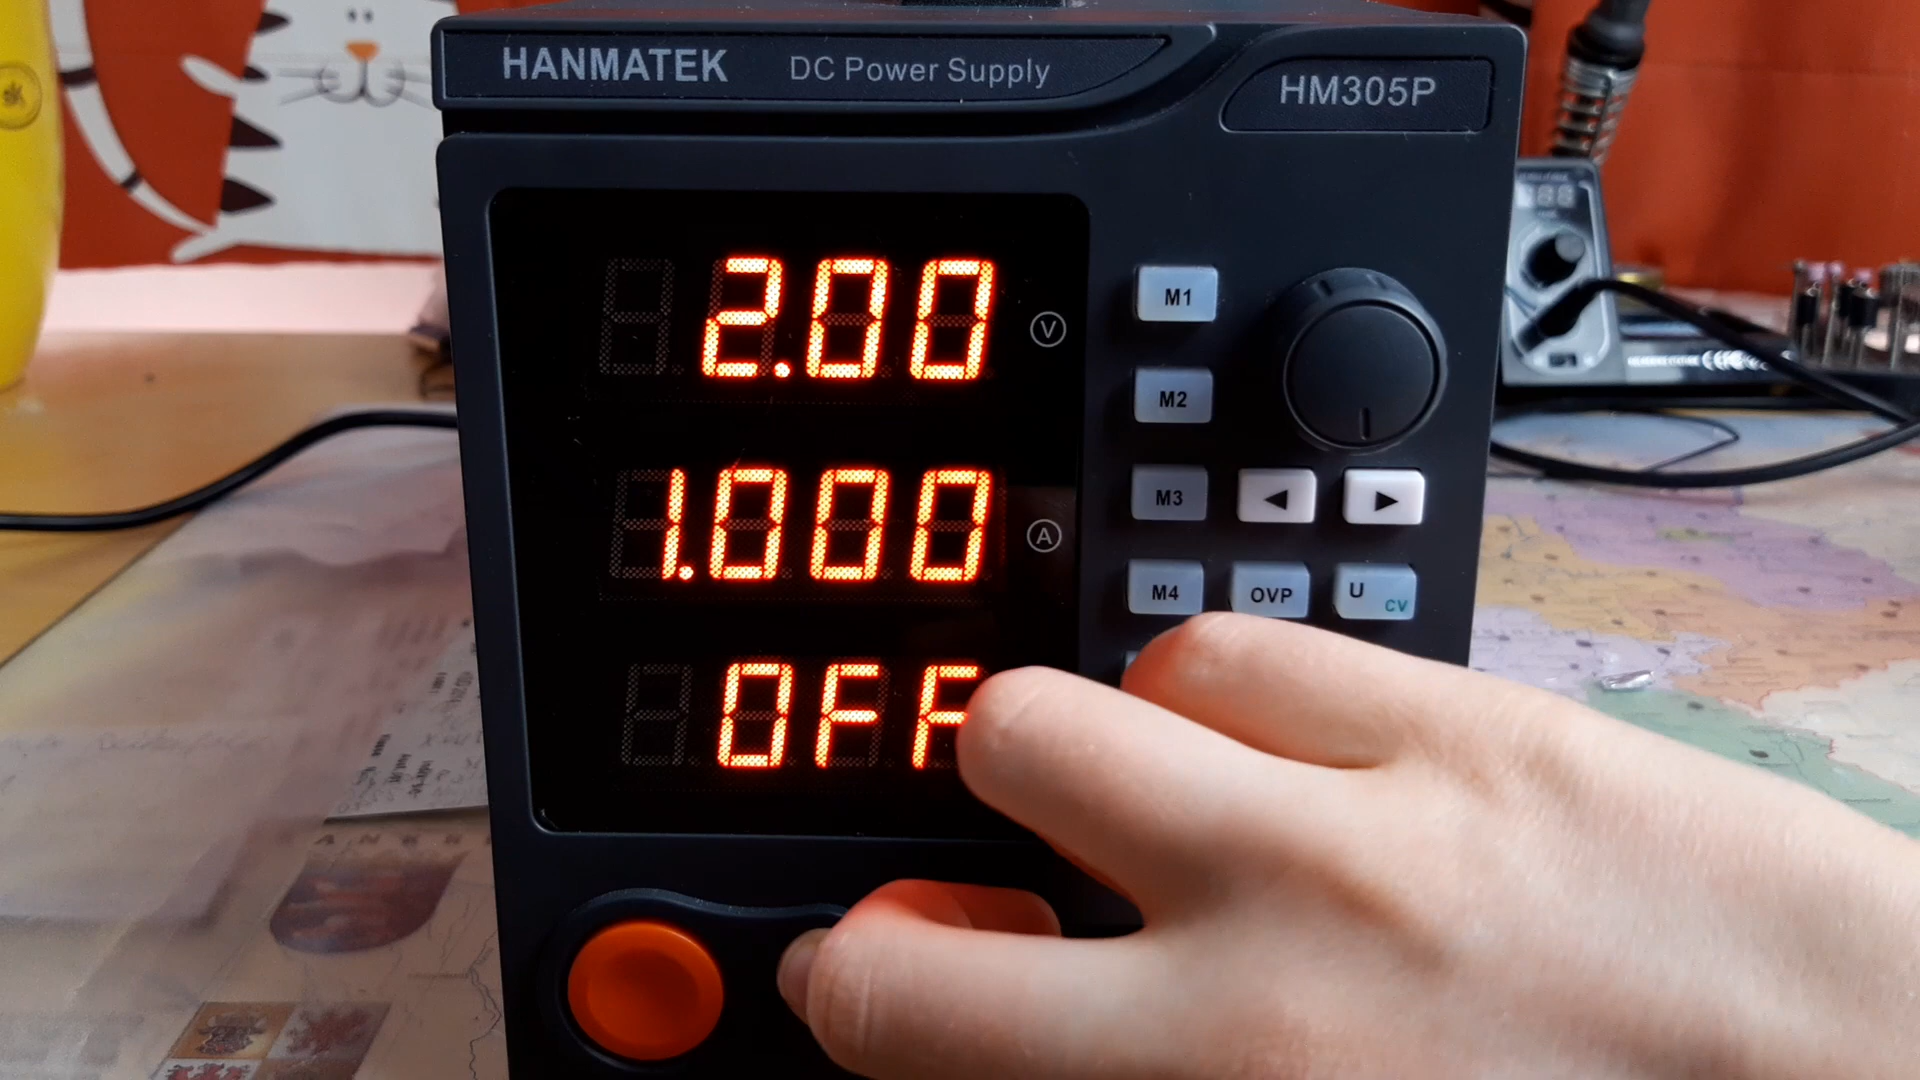 HANMATEK DC Power Supply HM305P
2.00 V
1.000 A
OFF
M1
M2
M3 ◀ ▶
M4 OVP U CV